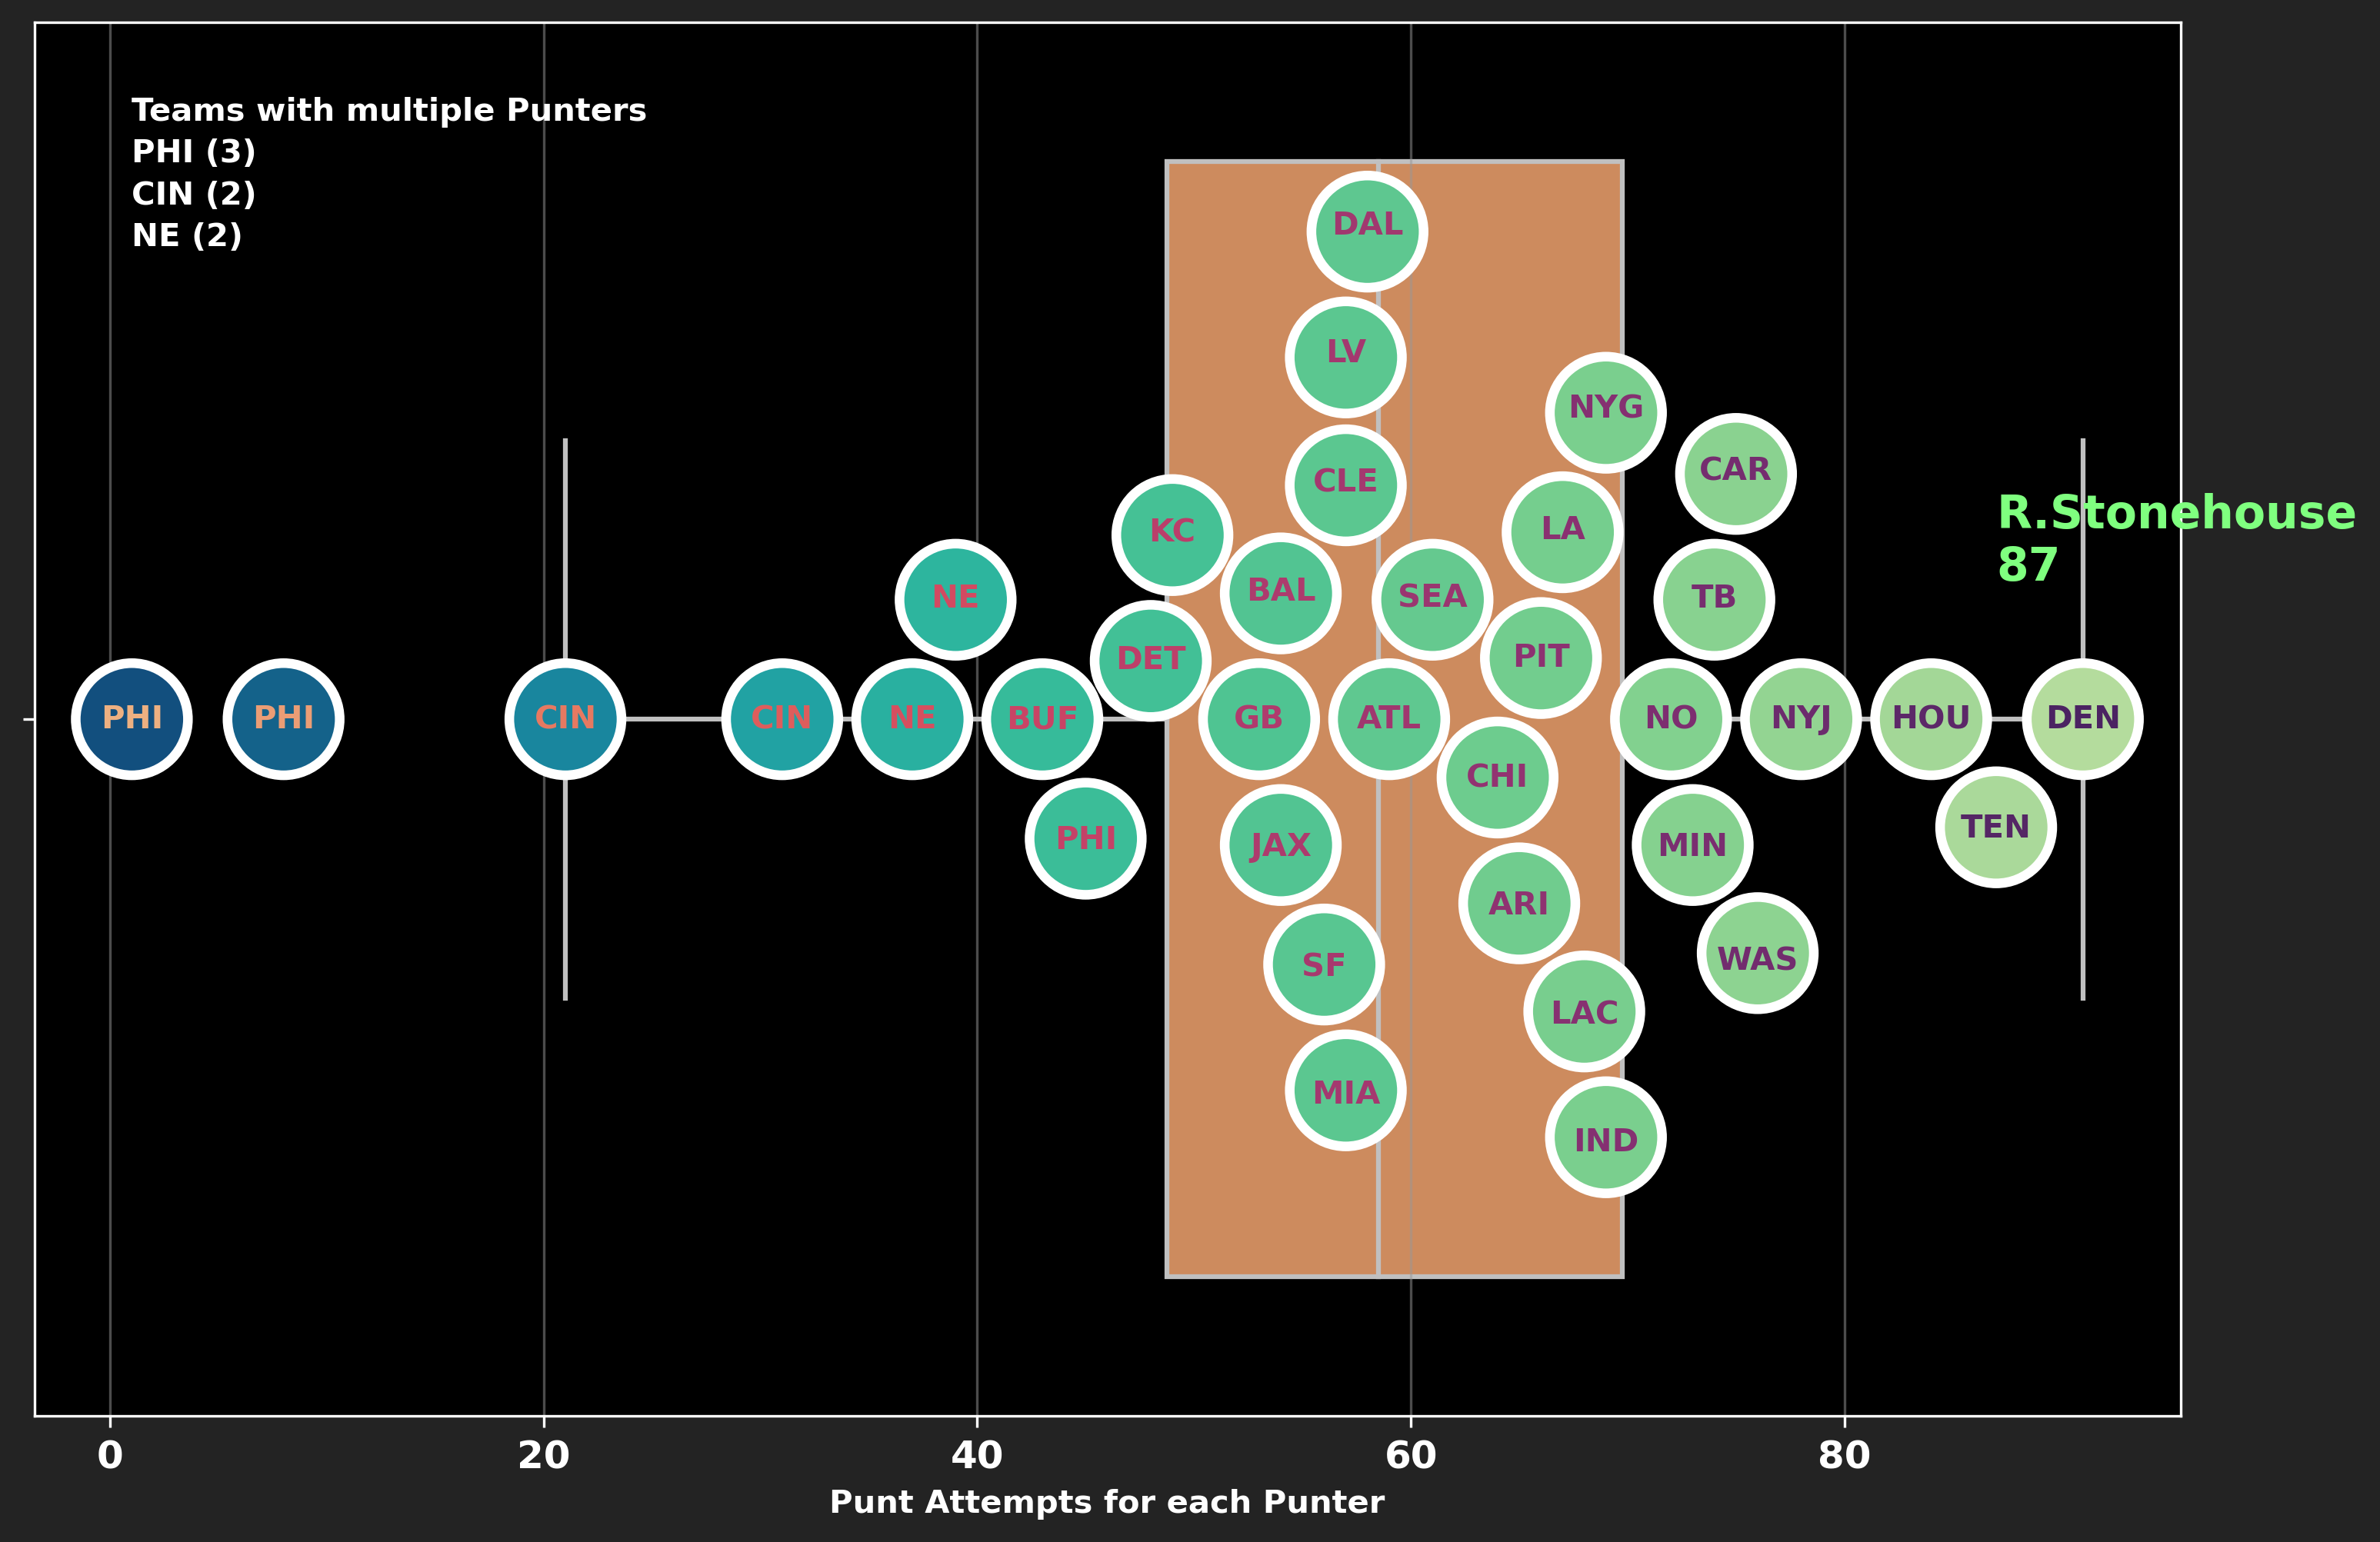 Teams with multiple Punters
PHI (3)
CIN (2)
NE (2)
DAL
LV
NYG
CAR
CLE
R.Stonehouse
87
KC
LA
BAL
NE
SEA
TB
DET
PIT
PHI
PHI
CIN
CIN
NE
BUF
GB
ATL
NO
NYJ
HOU
DEN
CHI
TEN
PHI
JAX
MIN
ARI
WAS
SF
LAC
MIA
IND
0
20
40
60
80
Punt Attempts for each Punter